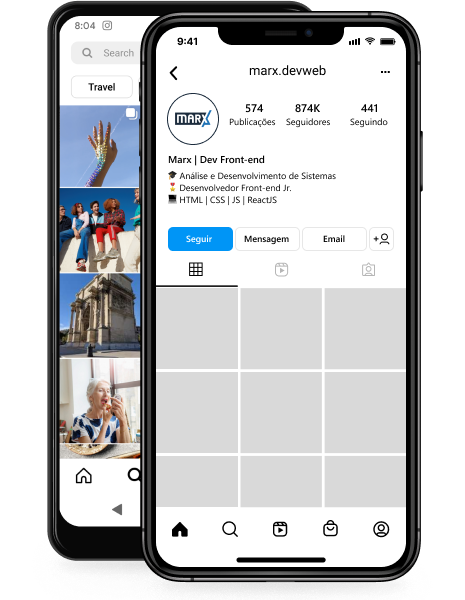 8:04
Search
Travel
9:41
marx.devweb
574
874K
441
Publicações
Seguidores
Seguindo
MARX
Marx | Dev Front-end
Análise e Desenvolvimento de Sistemas
Desenvolvedor Front-end Jr.
HTML | CSS | JS | ReactJS
Seguir
Mensagem
Email